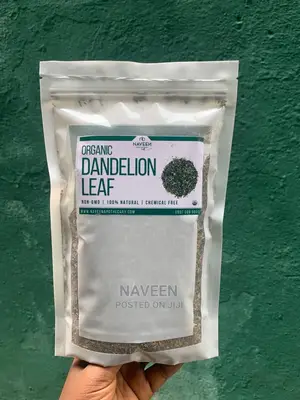 NAVEEN
ORGANIC
DANDELION
LEAF
NON-GMO | 100% NATURAL | CHEMICAL FREE
NAVEEN
POSTED ON JIJI